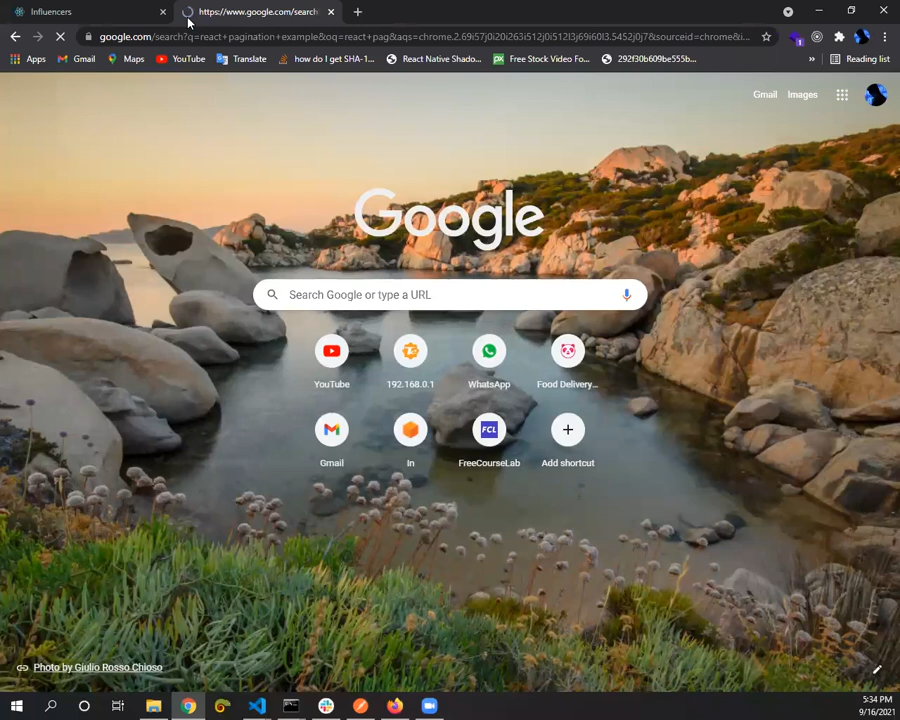 Influencers
https://www.google.com/search
google.com/search?q=react+pagination+example&oq=react+pag&aqs=chrome.2.69i57j0i20i263i512j0i512l3j69i60l3.5452j0j7&sourceid=chrome&i...
1
Apps Gmail Maps YouTube Translate how do I get SHA-1... React Native Shado... Free Stock Video Fo... 292f30b609be555b... » Reading list
Gmail Images
Google
Search Google or type a URL
YouTube 192.168.0.1 WhatsApp Food Delivery...
FCL
Gmail In FreeCourseLab Add shortcut
Photo by Giulio Rosso Chioso
5:34 PM
9/16/2021